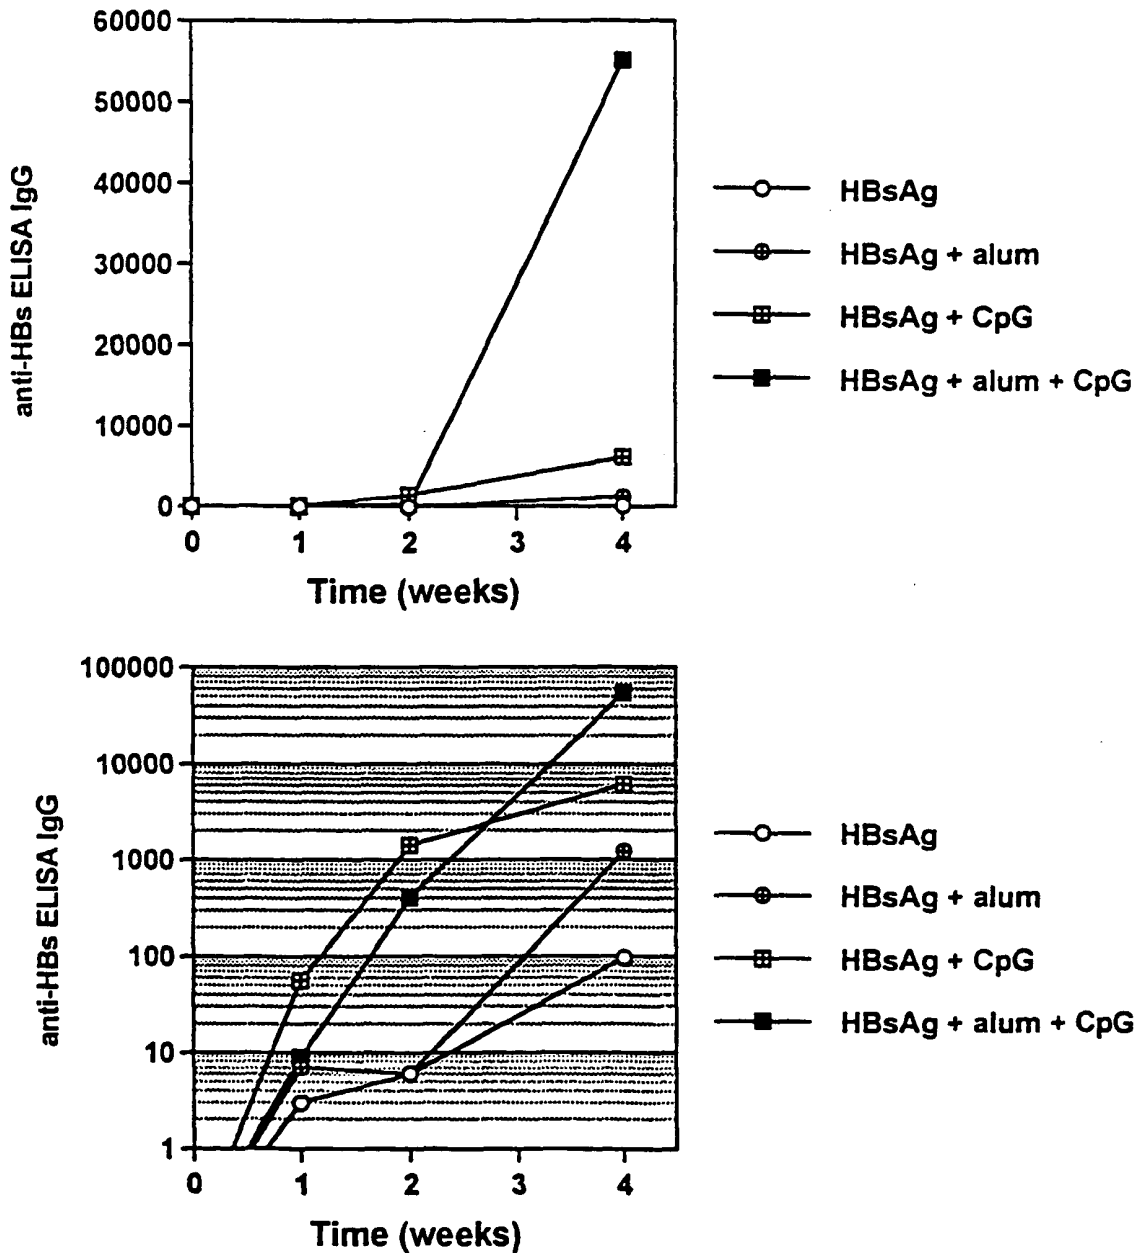 60000
50000
40000
30000
20000
10000
0
anti-HBs ELISA IgG
0 1 2 3 4
Time (weeks)
HBsAg
HBsAg + alum
HBsAg + CpG
HBsAg + alum + CpG
100000
10000
1000
100
10
1
anti-HBs ELISA IgG
0 1 2 3 4
Time (weeks)
HBsAg
HBsAg + alum
HBsAg + CpG
HBsAg + alum + CpG